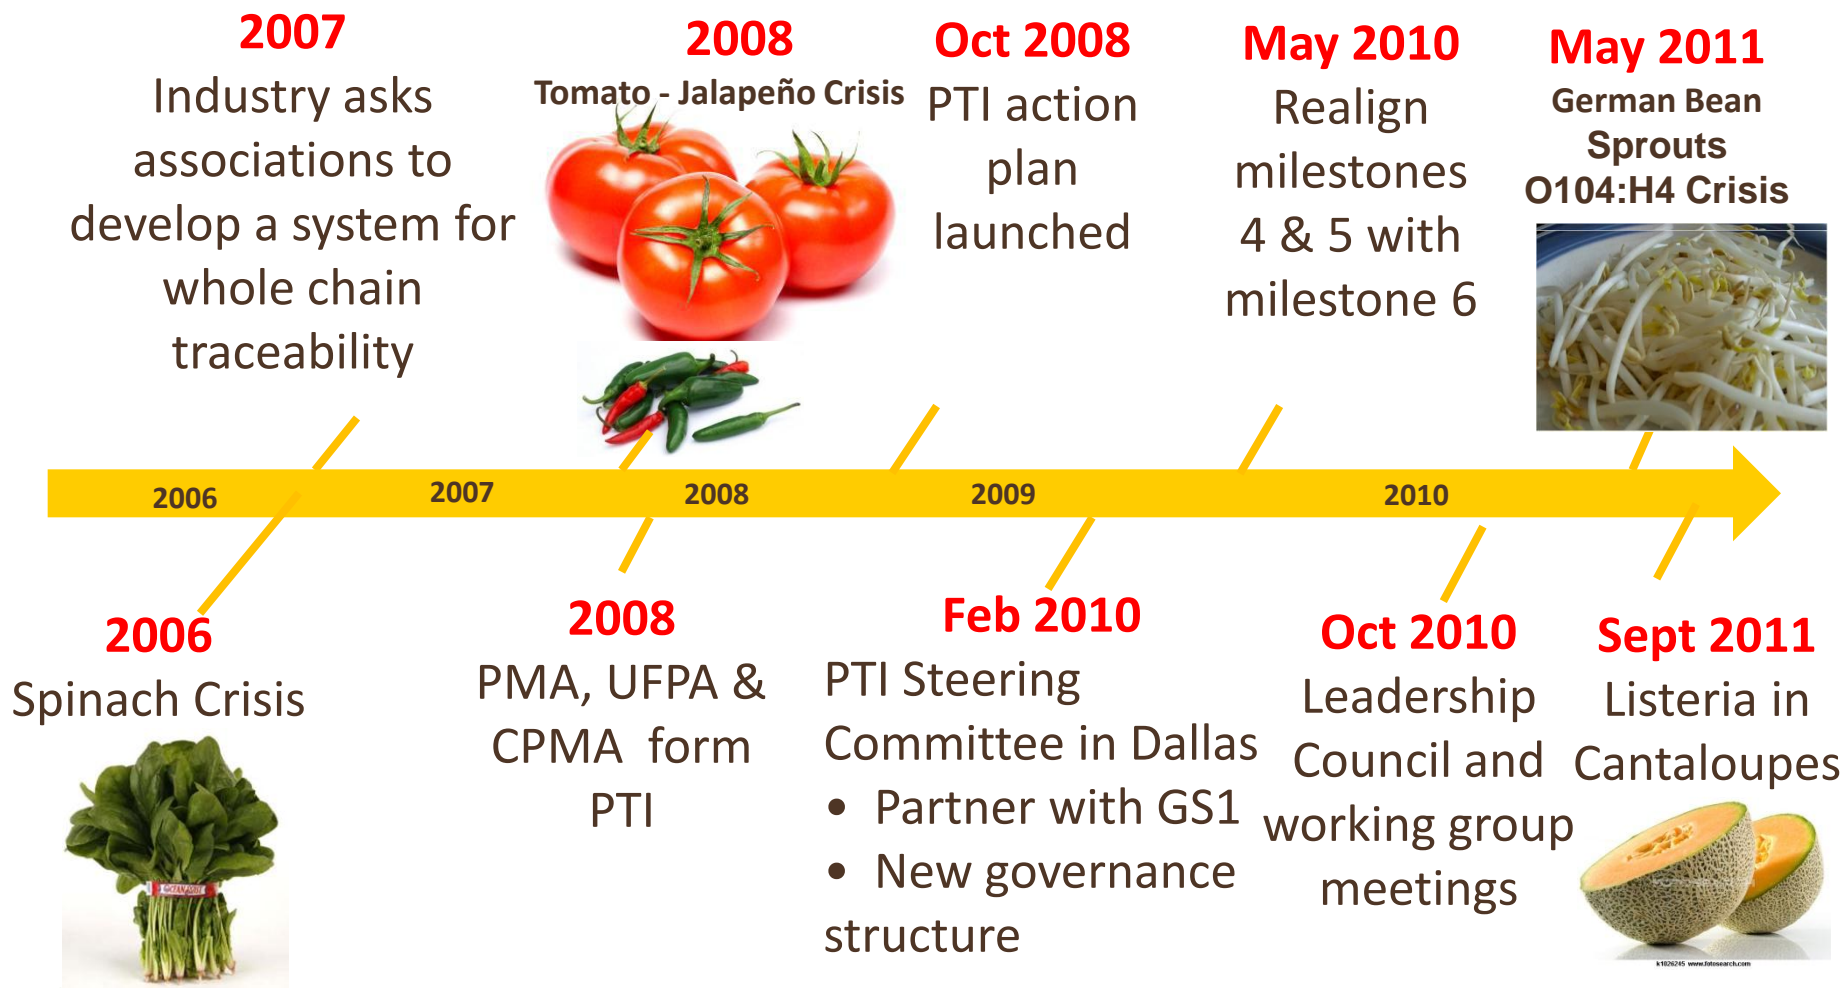 2007
Industry asks
associations to
develop a system for
whole chain
traceability
2008
Tomato - Jalapeño Crisis
Oct 2008
PTI action
plan
launched
May 2010
Realign
milestones
4 & 5 with
milestone 6
May 2011
German Bean
Sprouts
O104:H4 Crisis
2006
2007
2008
2009
2010
2006
Spinach Crisis
2008
PMA, UFPA &
CPMA form
PTI
Feb 2010
PTI Steering
Committee in Dallas
• Partner with GS1
• New governance
structure
Oct 2010
Leadership
Council and
working group
meetings
Sept 2011
Listeria in
Cantaloupes
k1026245 www.fotosearch.com